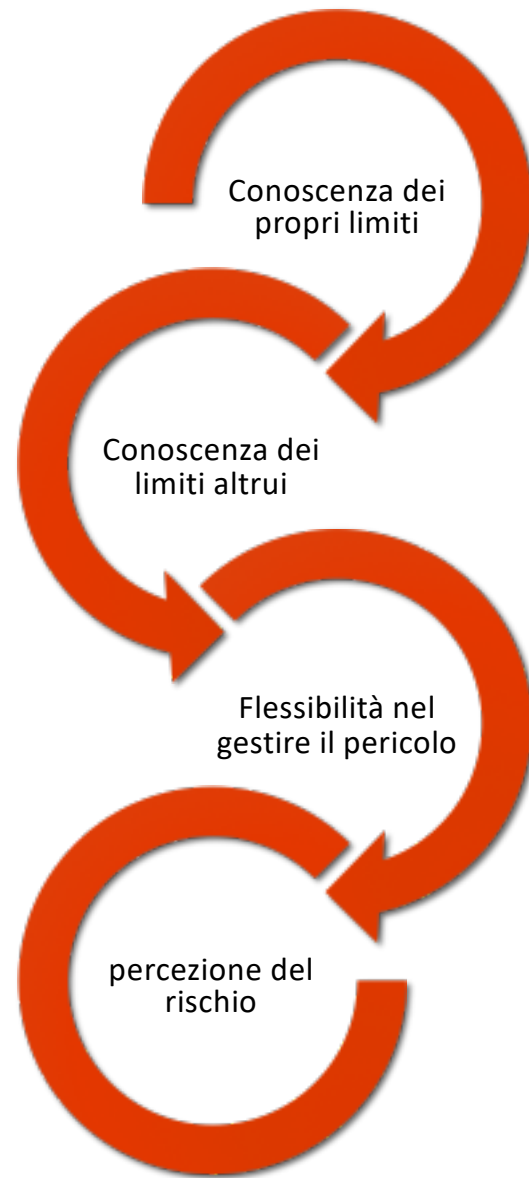 Conoscenza dei
propri limiti
Conoscenza dei
limiti altrui
Flessibilità nel
gestire il pericolo
percezione del
rischio